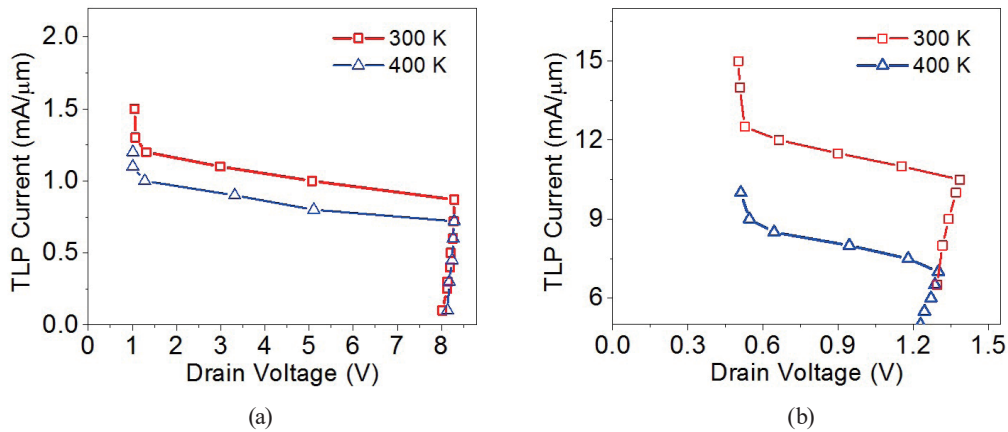 TLP Current (mA/μm)
2.0
1.5
1.0
0.5
0.0
300 K
400 K
0 1 2 3 4 5 6 7 8
Drain Voltage (V)
(a)
TLP Current (mA/μm)
15
12
9
6
300 K
400 K
0.0 0.3 0.6 0.9 1.2 1.5
Drain Voltage (V)
(b)